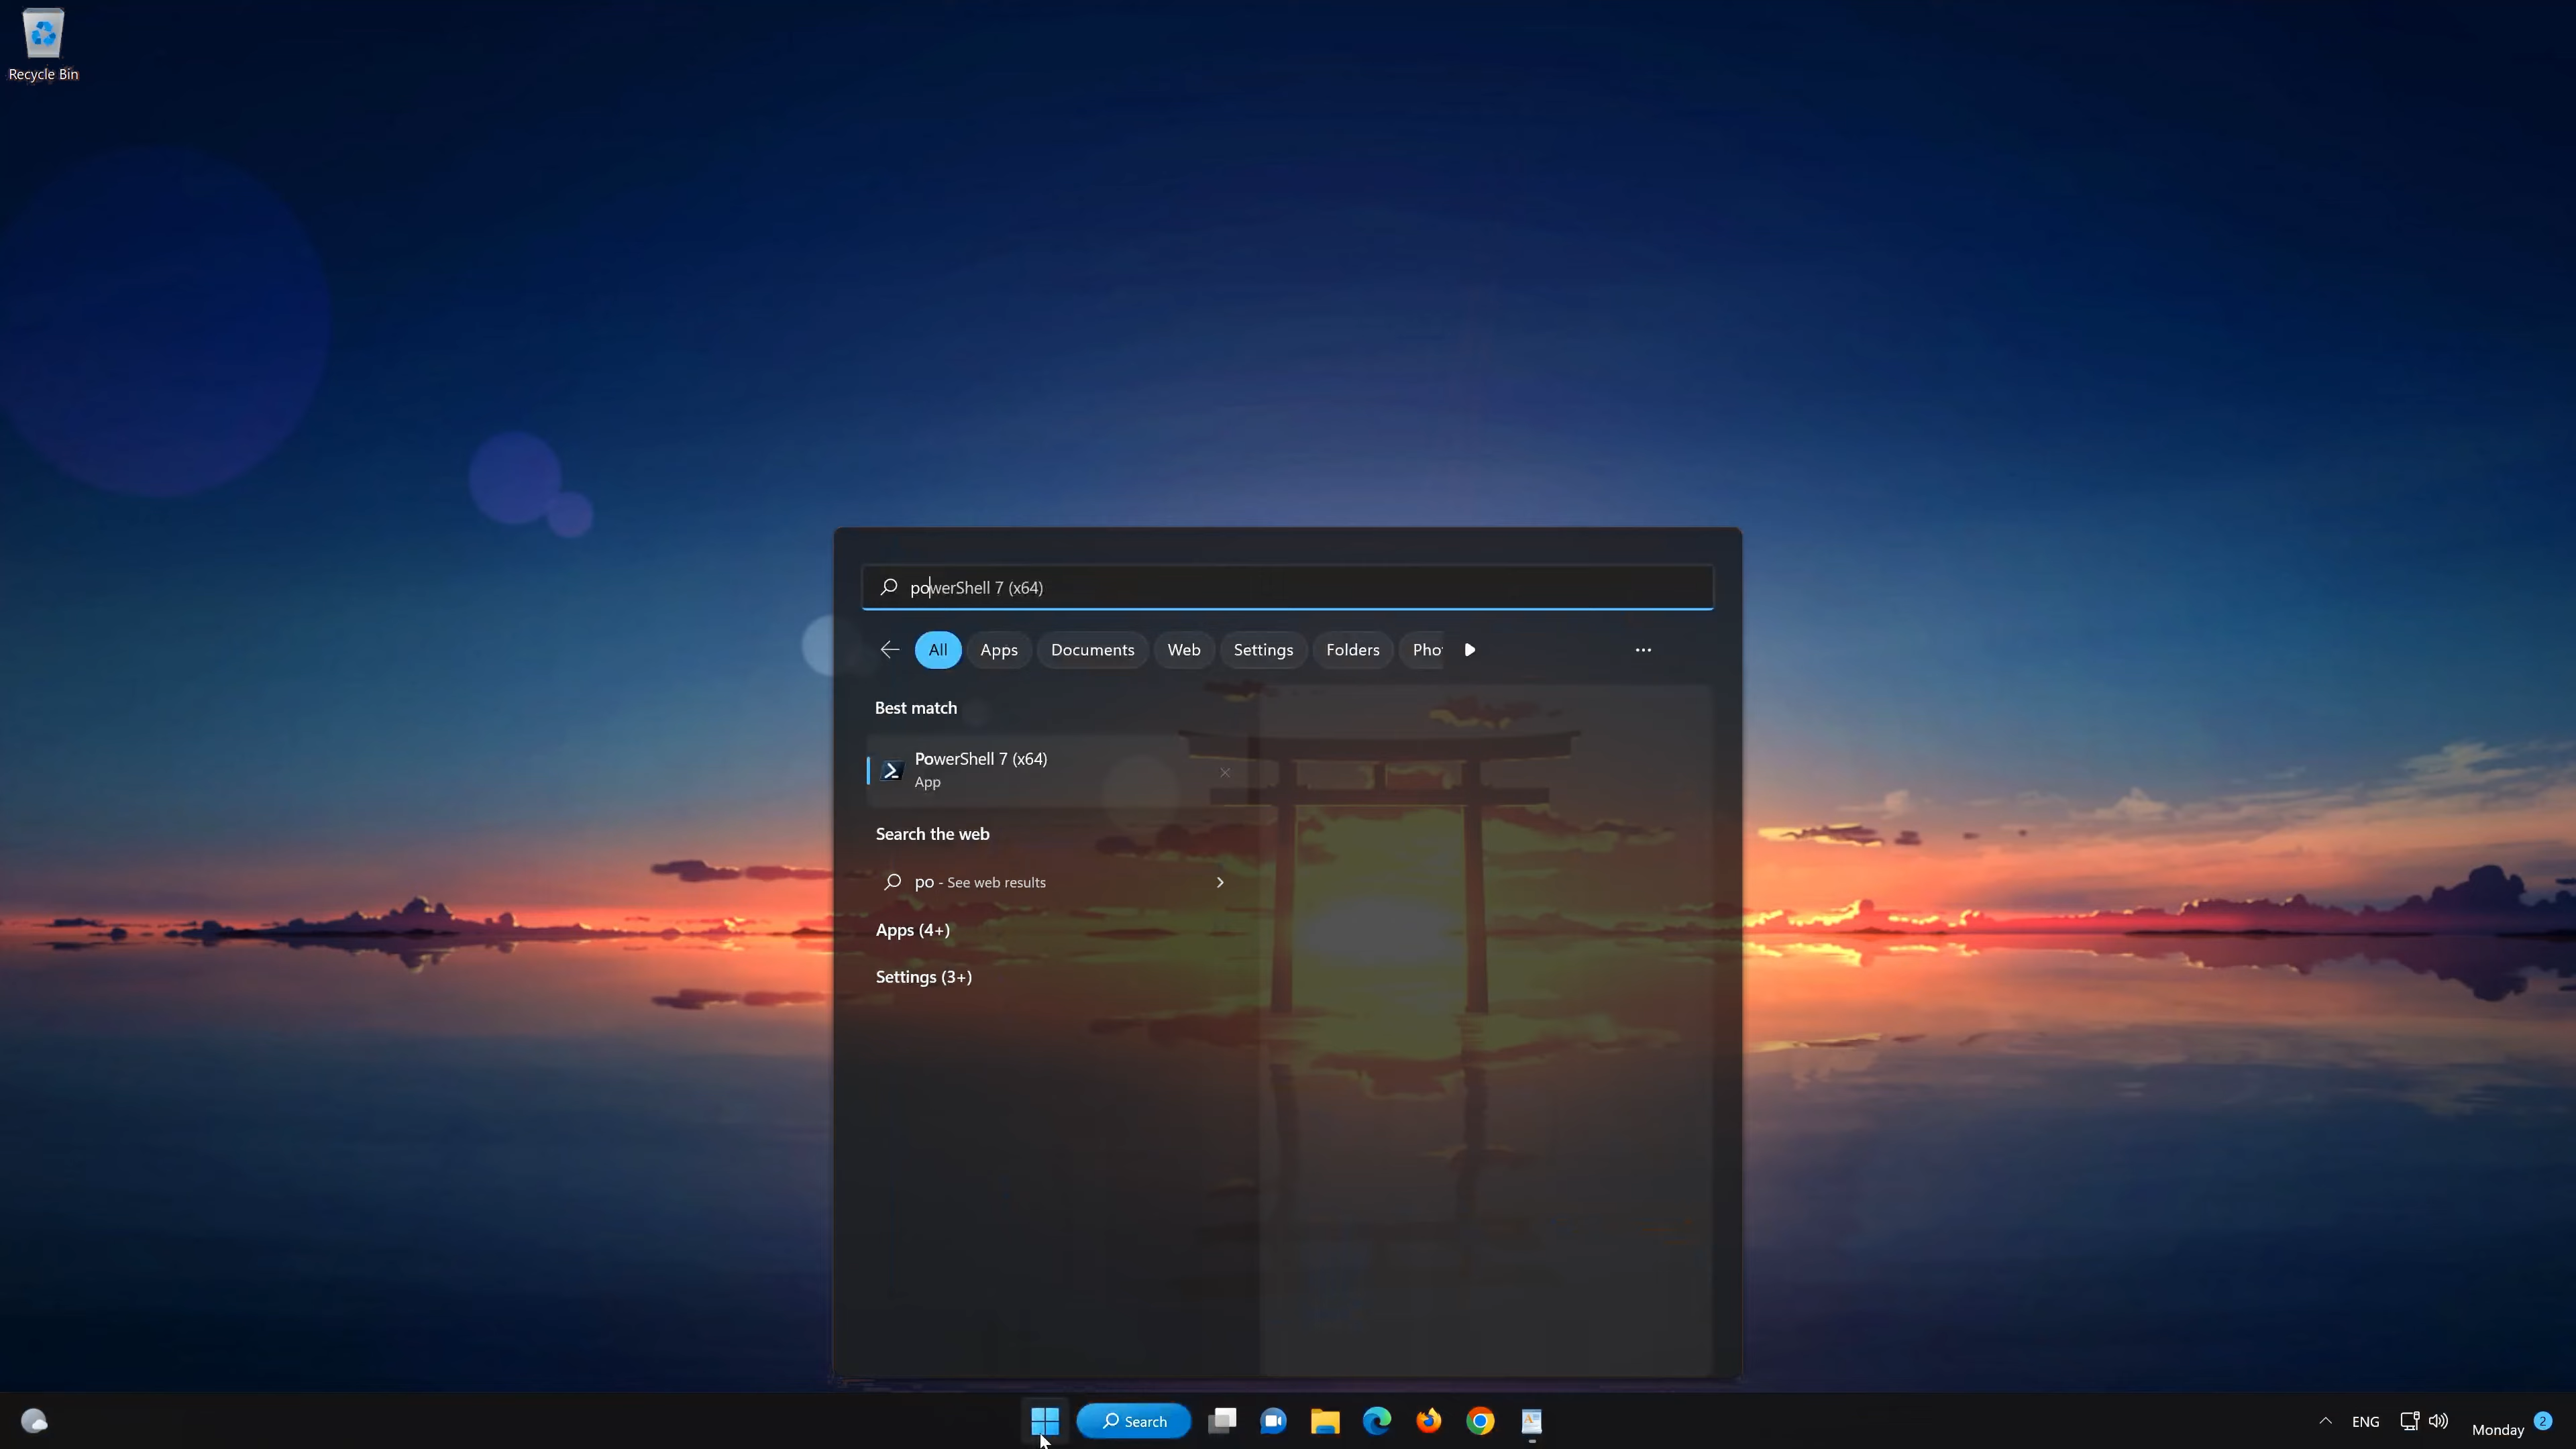 Recycle Bin
powerShell 7 (x64)
All
Apps
Documents
Web
Settings
Folders
Pho
Best match
PowerShell 7 (x64)
App
Search the web
po - See web results
Apps (4+)
Settings (3+)
Search
ENG
Monday
2